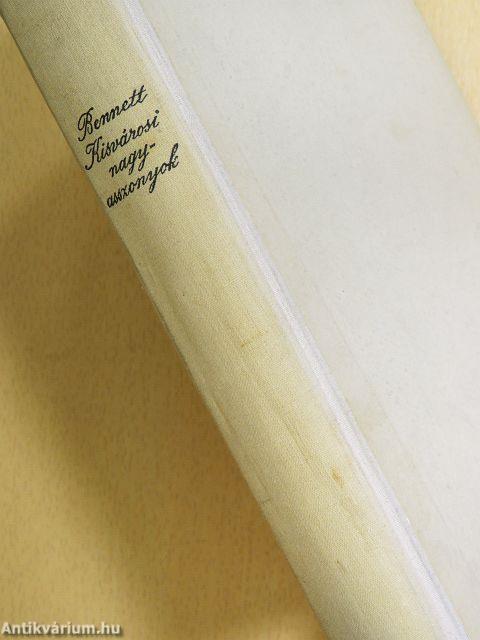 Bennett
Kisvárosi
nagy-
asszonyok
Antikvárium.hu